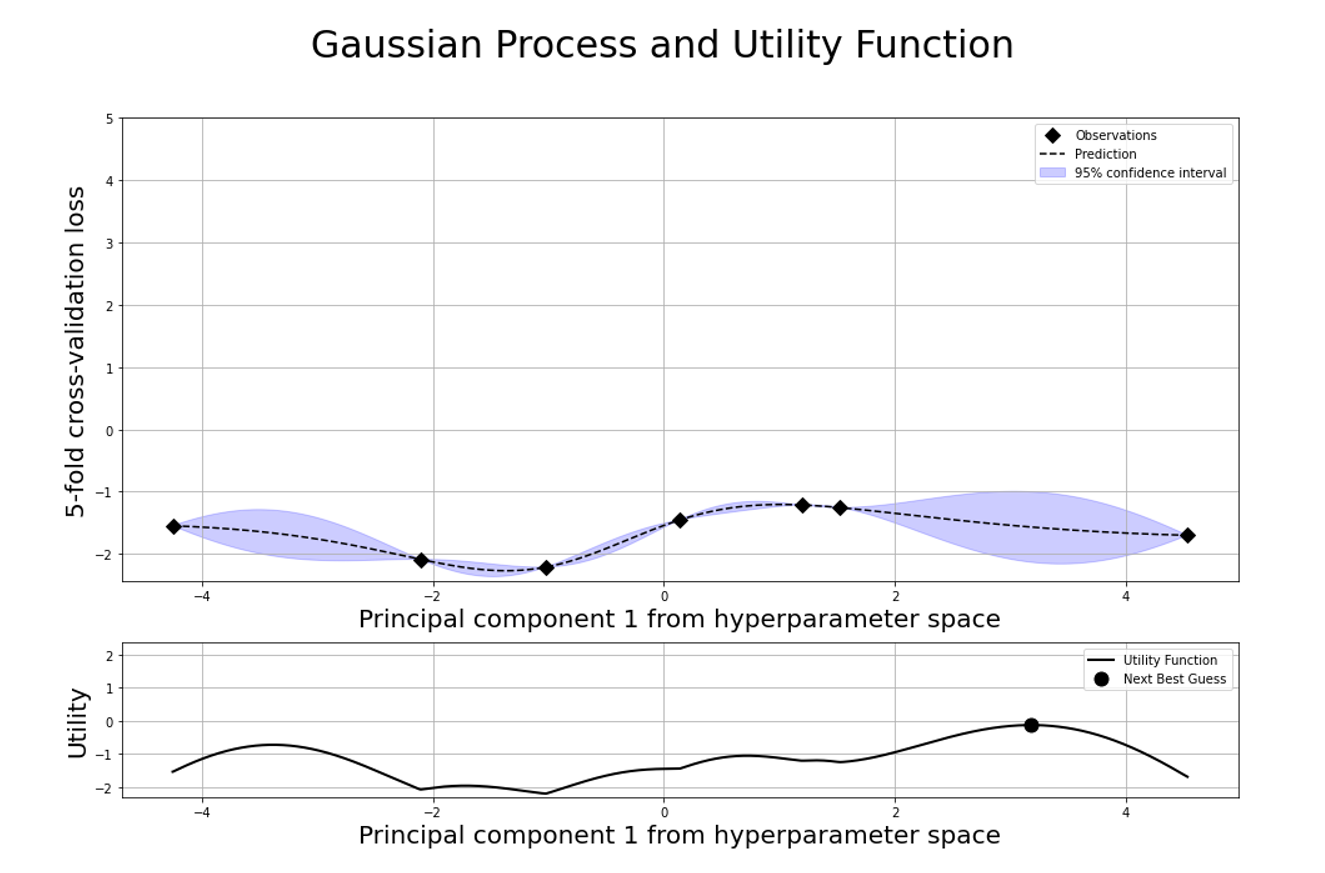 Gaussian Process and Utility Function
5-fold cross-validation loss
5
4
3
2
1
0
−1
−2
Observations
Prediction
95% confidence interval
−4
−2
0
2
4
Principal component 1 from hyperparameter space
Utility
2
1
0
−1
−2
Utility Function
Next Best Guess
−4
−2
0
2
4
Principal component 1 from hyperparameter space